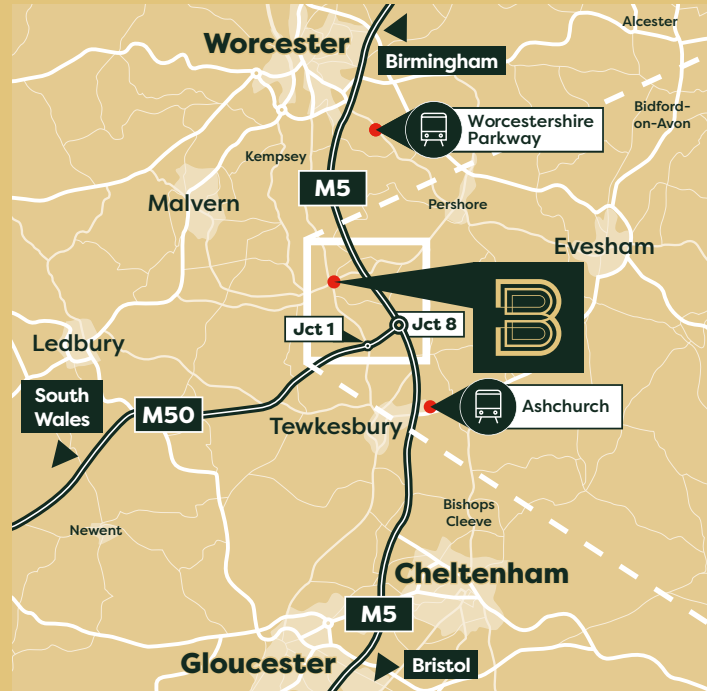 Alcester
Worcester
Birmingham
Bidford-
on-Avon
Worcestershire
Parkway
Kempsey
M5
Malvern
Pershore
Evesham
B
Jct 1
Jct 8
Ledbury
South
Wales
M50
Ashchurch
Tewkesbury
Bishops
Cleeve
Newent
Cheltenham
M5
Gloucester
Bristol